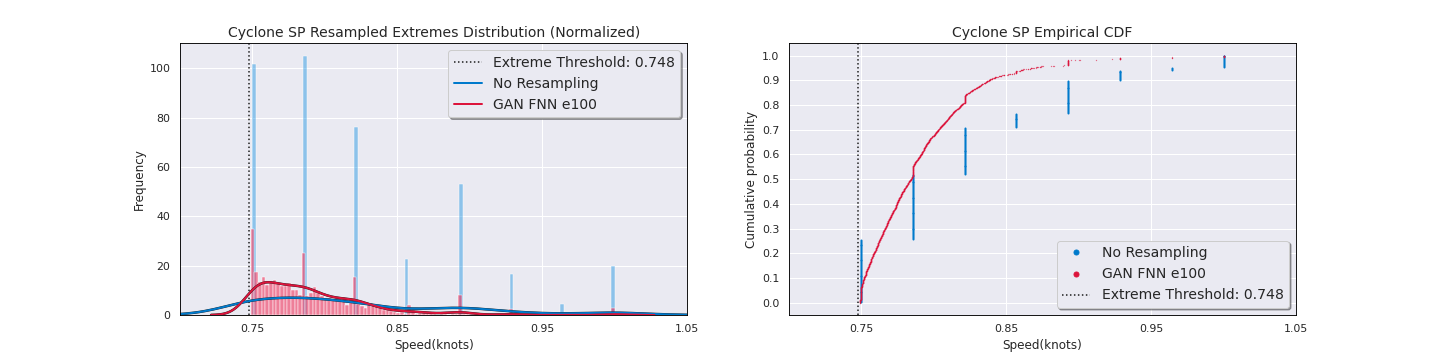 Cyclone SP Resampled Extremes Distribution (Normalized)
Extreme Threshold: 0.748
No Resampling
GAN FNN e100
Frequency
100
80
60
40
20
0
0.75
0.85
0.95
1.05
Speed(knots)
Cyclone SP Empirical CDF
Cumulative probability
1.0
0.9
0.8
0.7
0.6
0.5
0.4
0.3
0.2
0.1
0.0
No Resampling
GAN FNN e100
Extreme Threshold: 0.748
0.75
0.85
0.95
1.05
Speed(knots)